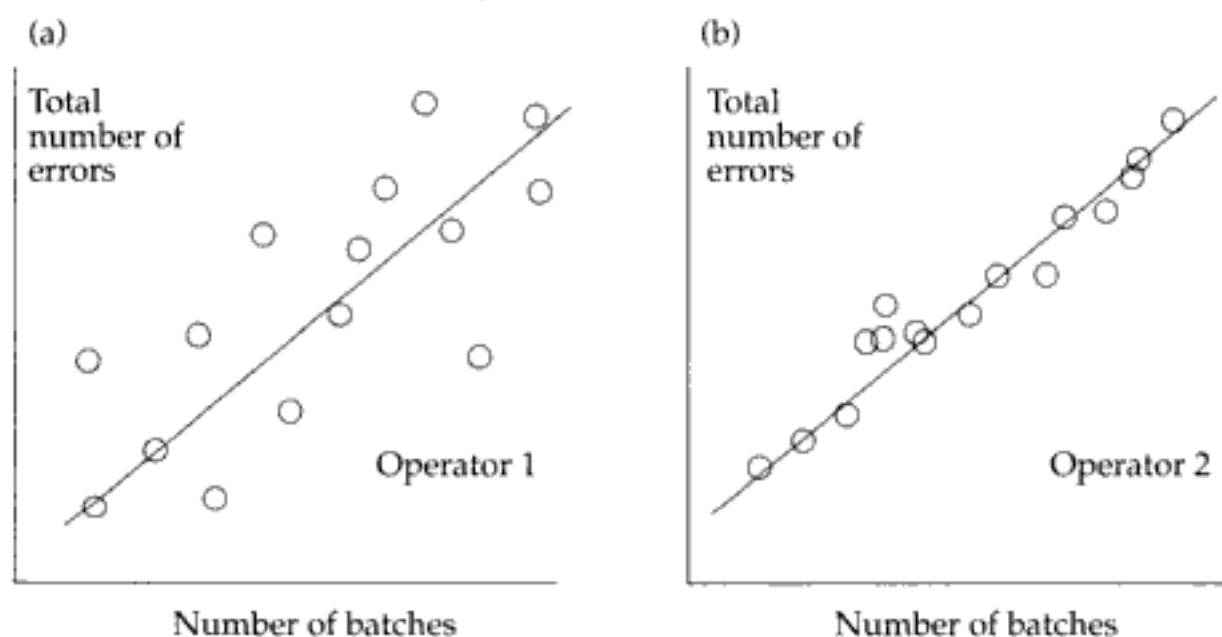 (a)
Total
number of
errors
Operator 1
Number of batches
(b)
Total
number of
errors
Operator 2
Number of batches